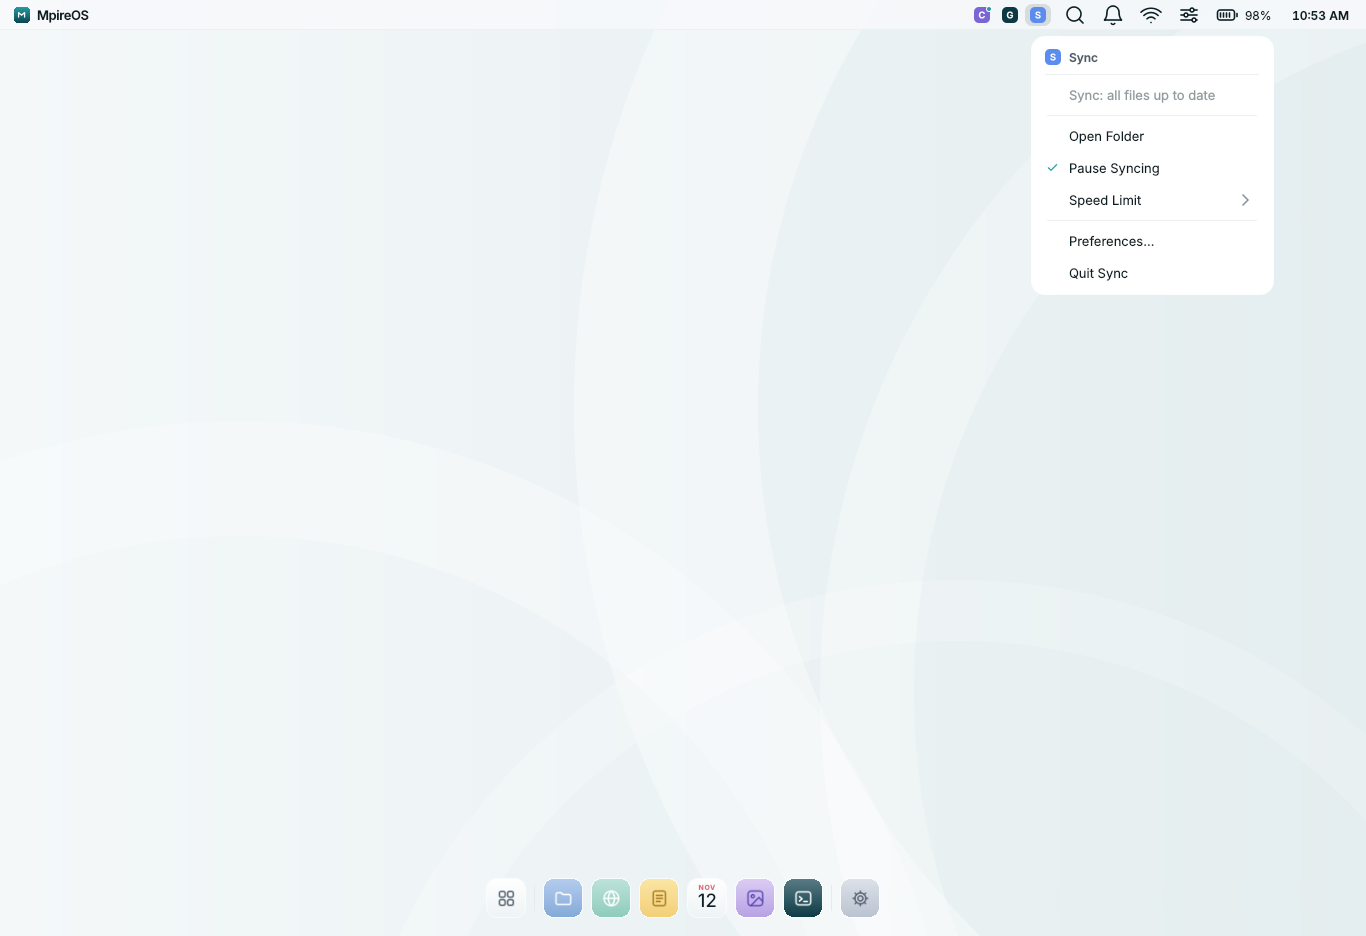 MpireOS
C
G
S
98%
10:53 AM
S Sync
Sync: all files up to date
Open Folder
Pause Syncing
Speed Limit
Preferences...
Quit Sync
NOV
12